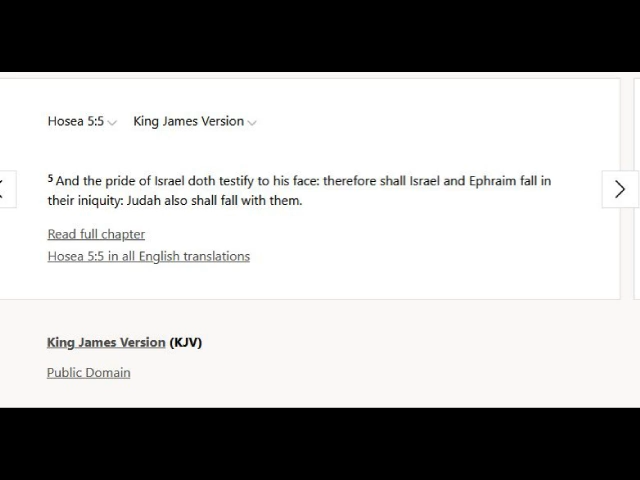 Hosea 5:5 King James Version
5 And the pride of Israel doth testify to his face: therefore shall Israel and Ephraim fall in
their iniquity: Judah also shall fall with them.
Read full chapter
Hosea 5:5 in all English translations
King James Version (KJV)
Public Domain